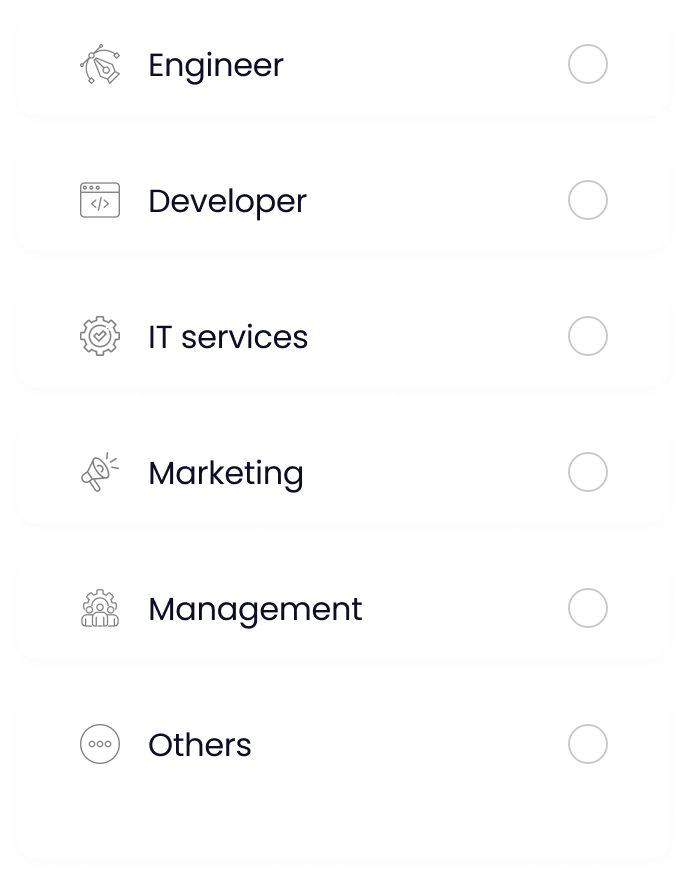 Engineer
Developer
IT services
Marketing
Management
Others